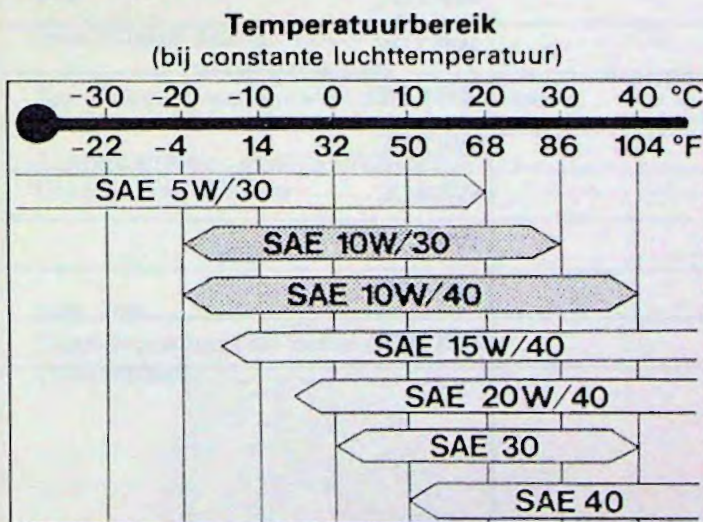 Temperatuurbereik
(bij constante luchttemperatuur)
-30 -20 -10 0 10 20 30 40 °C
-22 -4 14 32 50 68 86 104 °F
SAE 5W/30
SAE 10W/30
SAE 10W/40
SAE 15W/40
SAE 20W/40
SAE 30
SAE 40